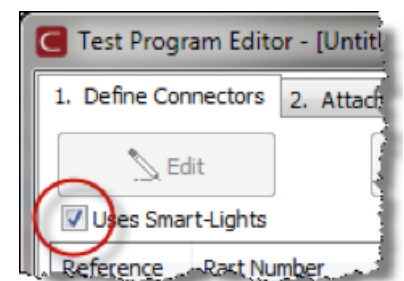 Test Program Editor - [Untitl
1. Define Connectors 2. Attach
Edit
Uses Smart-Lights
Reference Part Number